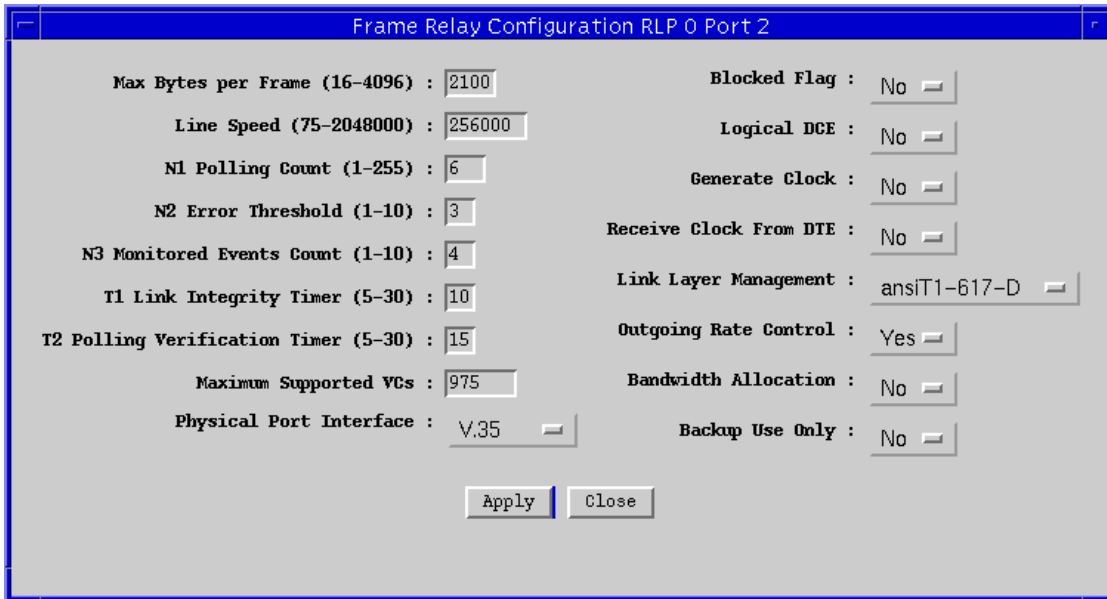 Frame Relay Configuration RLP 0 Port 2
Max Bytes per Frame (16-4096) : 2100
Line Speed (75-2048000) : 256000
N1 Polling Count (1-255) : 6
N2 Error Threshold (1-10) : 3
N3 Monitored Events Count (1-10) : 4
T1 Link Integrity Timer (5-30) : 10
T2 Polling Verification Timer (5-30) : 15
Maximum Supported VCs : 975
Physical Port Interface : V.35
Blocked Flag : No
Logical DCE : No
Generate Clock : No
Receive Clock From DTE : No
Link Layer Management : ansiT1-617-D
Outgoing Rate Control : Yes
Bandwidth Allocation : No
Backup Use Only : No
Apply Close